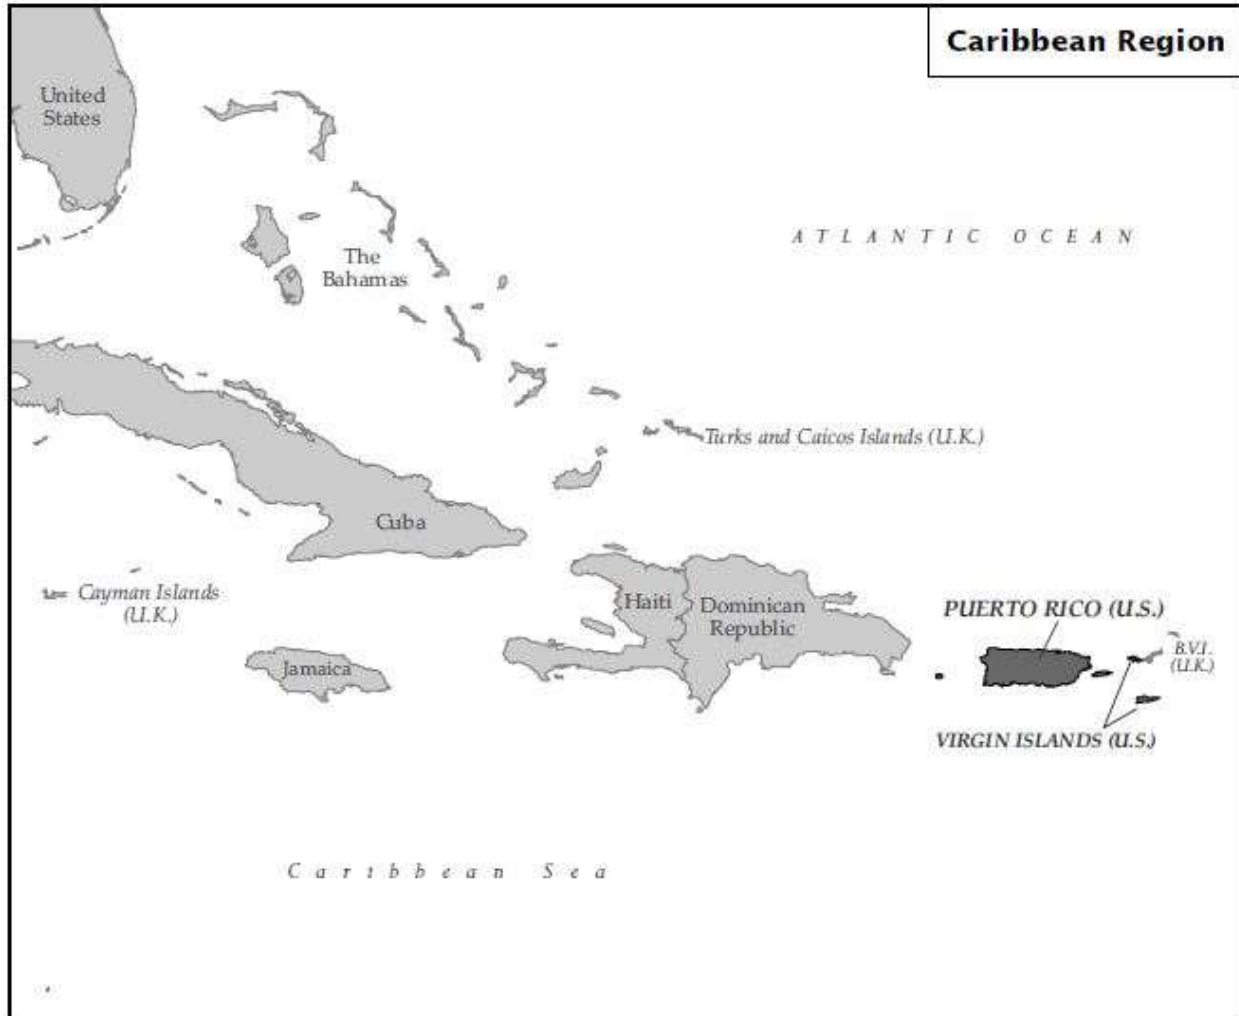 Caribbean Region
United
States
ATLANTIC OCEAN
The
Bahamas
Turks and Caicos Islands (U.K.)
Cuba
Cayman Islands
(U.K.)
Haiti
Dominican
Republic
PUERTO RICO (U.S.)
B.V.I.
(U.K.)
Jamaica
VIRGIN ISLANDS (U.S.)
Caribbean Sea